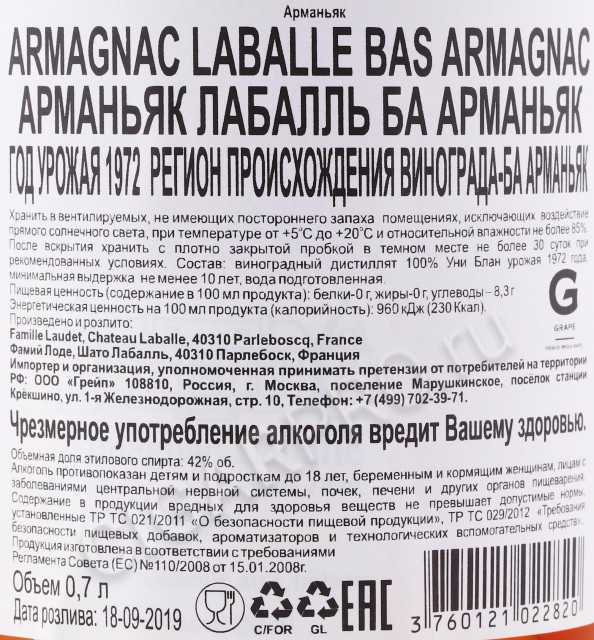 Арманьяк
ARMAGNAC LABALLE BAS ARMAGNAC
АРМАНЬЯК ЛАБАЛЛЬ БА АРМАНЬЯК
ГОД УРОЖАЯ 1972 РЕГИОН ПРОИСХОЖДЕНИЯ ВИНОГРАДА-БА АРМАНЬЯК
Хранить в вентилируемых, не имеющих постороннего запаха помещениях, исключающих воздействие
прямого солнечного света, при температуре от +5°С до +20°С и относительной влажности не более 85%.
После вскрытия хранить с плотно закрытой пробкой в темном месте не более 30 суток при
рекомендованных условиях. Состав: виноградный дистиллят 100% Уни Блан урожая 1972 года,
минимальная выдержка не менее 10 лет, вода подготовленная.
Пищевая ценность (содержание в 100 мл продукта): белки-0 г, жиры-0 г, углеводы – 8,3 г
Энергетическая ценность на 100 мл продукта (калорийность): 960 кДж (230 Ккал).
Произведено и розлито:
Famille Laudet, Chateau Laballe, 40310 Parleboscq, France
Фамий Лоде, Шато Лабалль, 40310 Парлебоск, Франция
Импортер и организация, уполномоченная принимать претензии от потребителей на территории
РФ: ООО «Грейп» 108810, Россия, г. Москва, поселение Марушкинское, посёлок станции
Крёкшино, ул. 1-я Железнодорожная, стр. 10, Телефон: +7 (499) 702-39-71.
G
GRAPE
Чрезмерное употребление алкоголя вредит Вашему здоровью.
Объемная доля этилового спирта: 42% об.
Алкоголь противопоказан детям и подросткам до 18 лет, беременным и кормящим женщинам, лицам с
заболеваниями центральной нервной системы, почек, печени и других органов пищеварения.
Содержание в продукции вредных для здоровья веществ не превышает допустимые нормы,
установленные ТР ТС 021/2011 «О безопасности пищевой продукции», ТР ТС 029/2012 «Требования
безопасности пищевых добавок, ароматизаторов и технологических вспомогательных средств».
Продукция изготовлена в соответствии с требованиями
Регламента Совета (ЕС) №110/2008 от 15.01.2008г.
Объем 0,7 л
Дата розлива: 18-09-2019
C/FOR GL
EAC
3 760121 022820